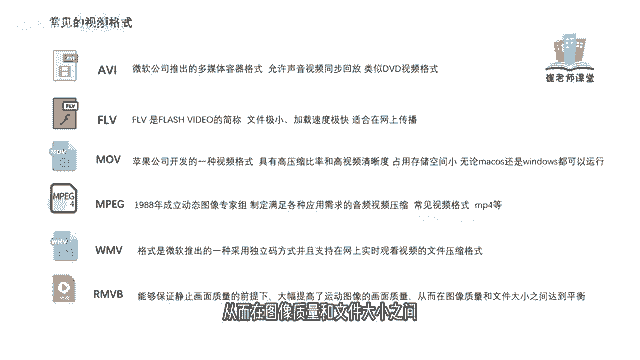 常见的视频格式
崔老师课堂
AVI
AVI 微软公司推出的多媒体容器格式 允许声音视频同步回放 类似DVD视频格式
FLV
FLV FLV 是FLASH VIDEO的简称 文件极小、加载速度极快 适合在网上传播
MOV
MOV 苹果公司开发的一种视频格式 具有高压缩比率和高视频清晰度 占用存储空间小 无论macos还是windows都可以运行
MPEG
4
MPEG 1988年成立动态图像专家组 制定满足各种应用需求的音频视频压缩 常见视频格式 mp4等
WMV
WMV 格式是微软推出的一种采用独立码方式并且支持在网上实时观看视频的文件压缩格式
RMVB 能够保证静止画面质量的前提下、大幅提高了运动图像的画面质量，从而在图像质量和文件大小之间达到平衡
从而在图像质量和文件大小之间